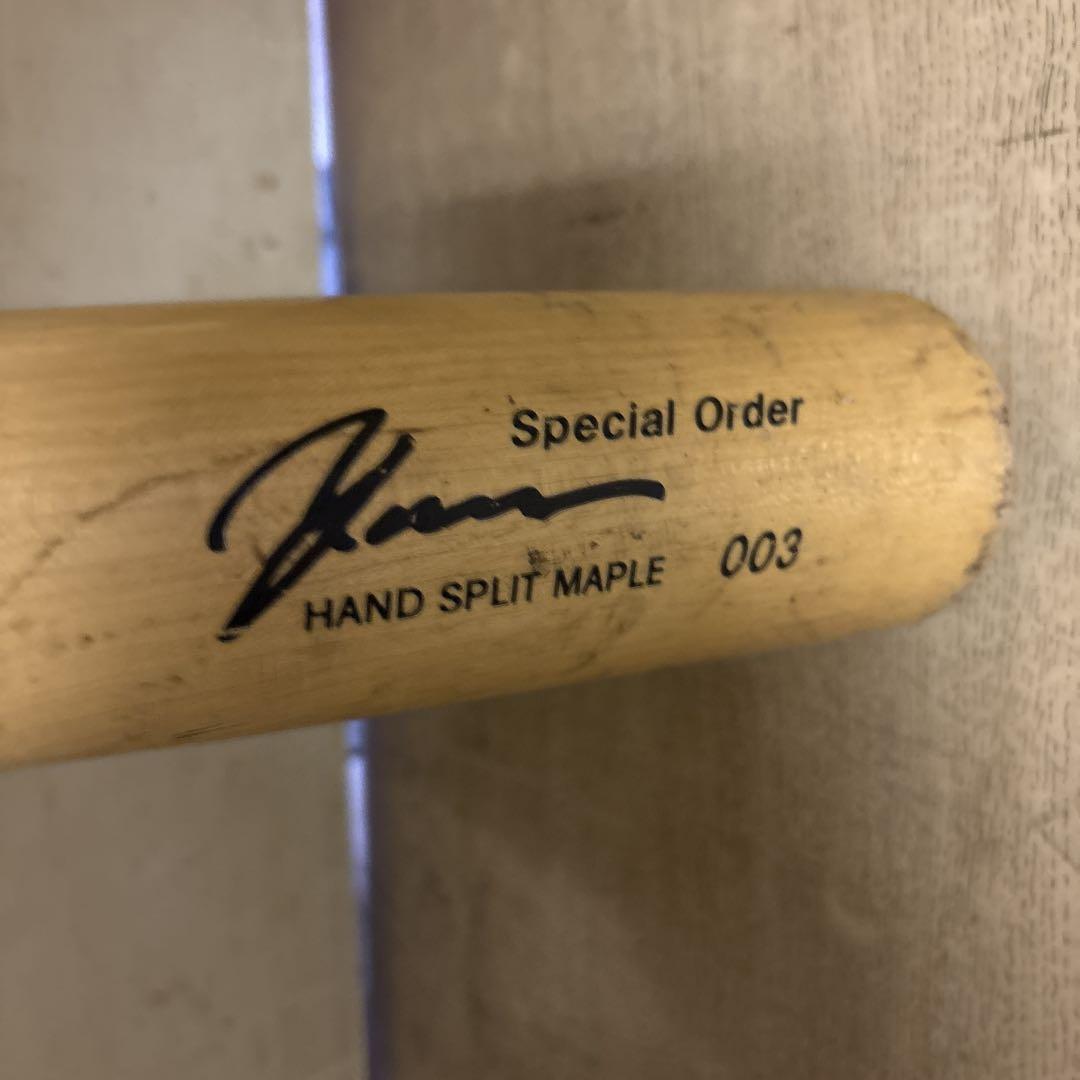 Special Order
HAND SPLIT MAPLE 003